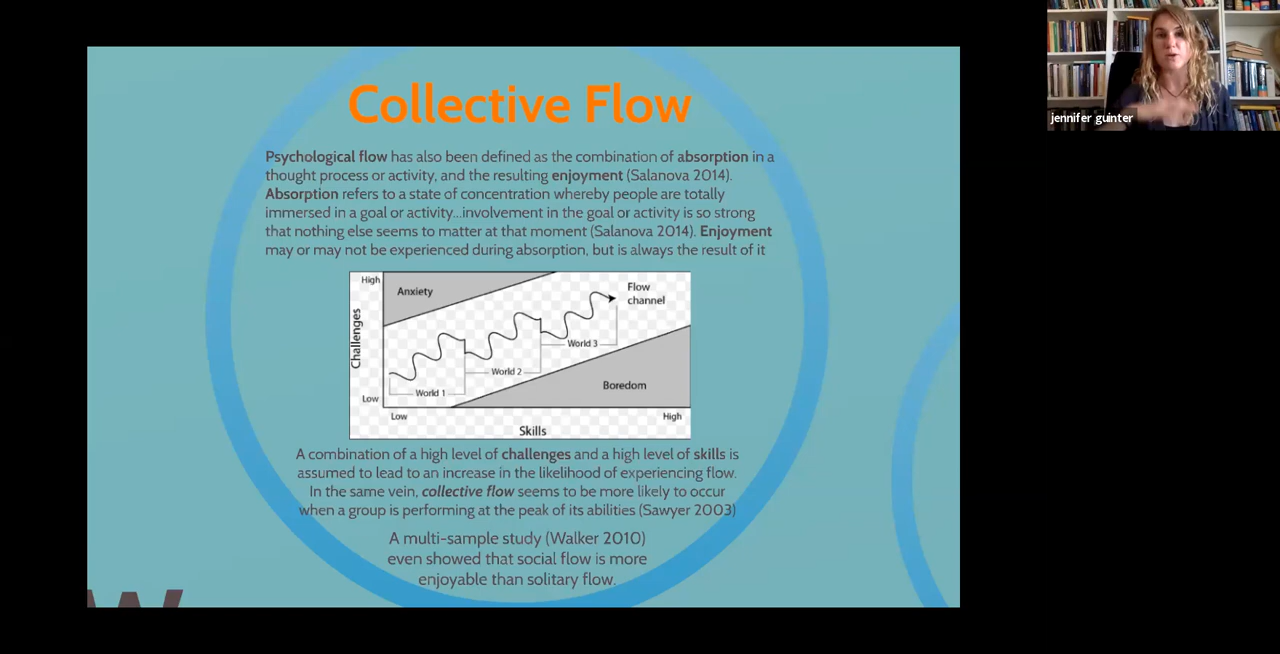 Collective Flow
jennifer guinter
Psychological flow has also been defined as the combination of absorption in a
thought process or activity, and the resulting enjoyment (Salanova 2014).
Absorption refers to a state of concentration whereby people are totally
immersed in a goal or activity...involvement in the goal or activity is so strong
that nothing else seems to matter at that moment (Salanova 2014). Enjoyment
may or may not be experienced during absorption, but is always the result of it
High
Anxiety
Flow
channel
Challenges
World 3
World 2
World 1
Boredom
Low
Low
High
Skills
A combination of a high level of challenges and a high level of skills is
assumed to lead to an increase in the likelihood of experiencing flow.
In the same vein, collective flow seems to be more likely to occur
when a group is performing at the peak of its abilities (Sawyer 2003)
A multi-sample study (Walker 2010)
even showed that social flow is more
enjoyable than solitary flow.
W